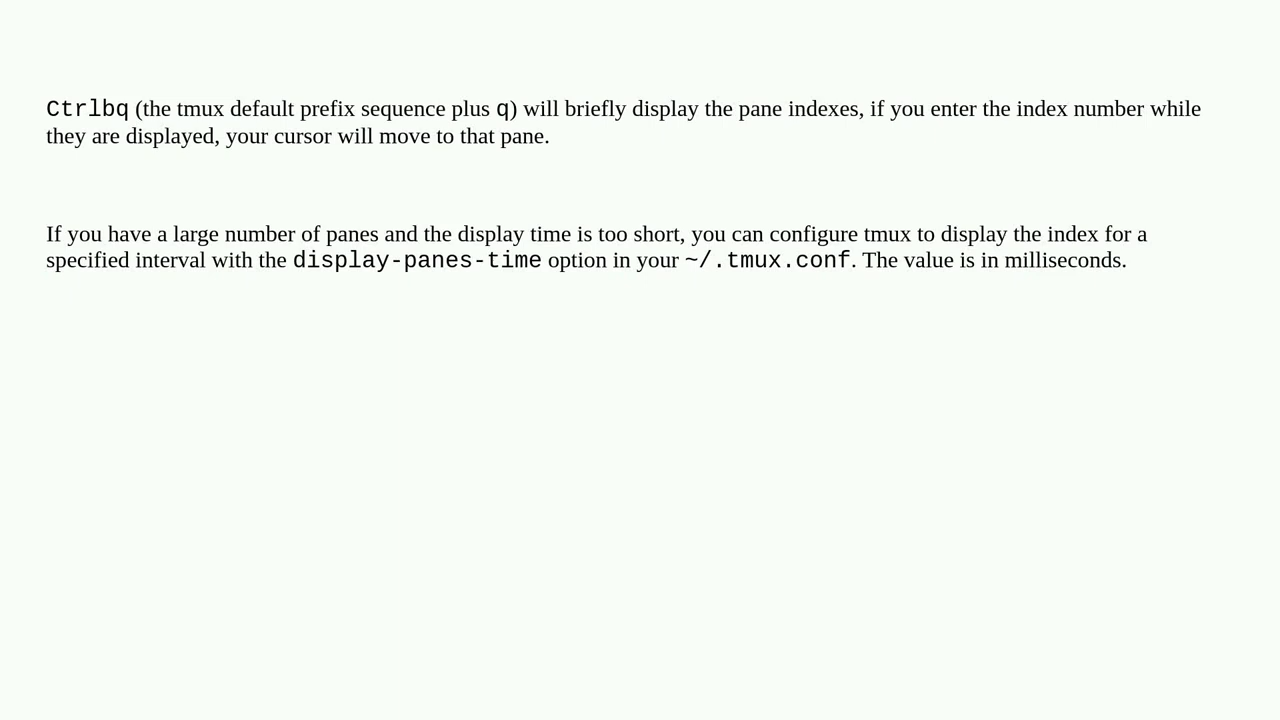 Ctrlbq (the tmux default prefix sequence plus q) will briefly display the pane indexes, if you enter the index number while
they are displayed, your cursor will move to that pane.
If you have a large number of panes and the display time is too short, you can configure tmux to display the index for a
specified interval with the display-panes-time option in your ~/.tmux.conf. The value is in milliseconds.